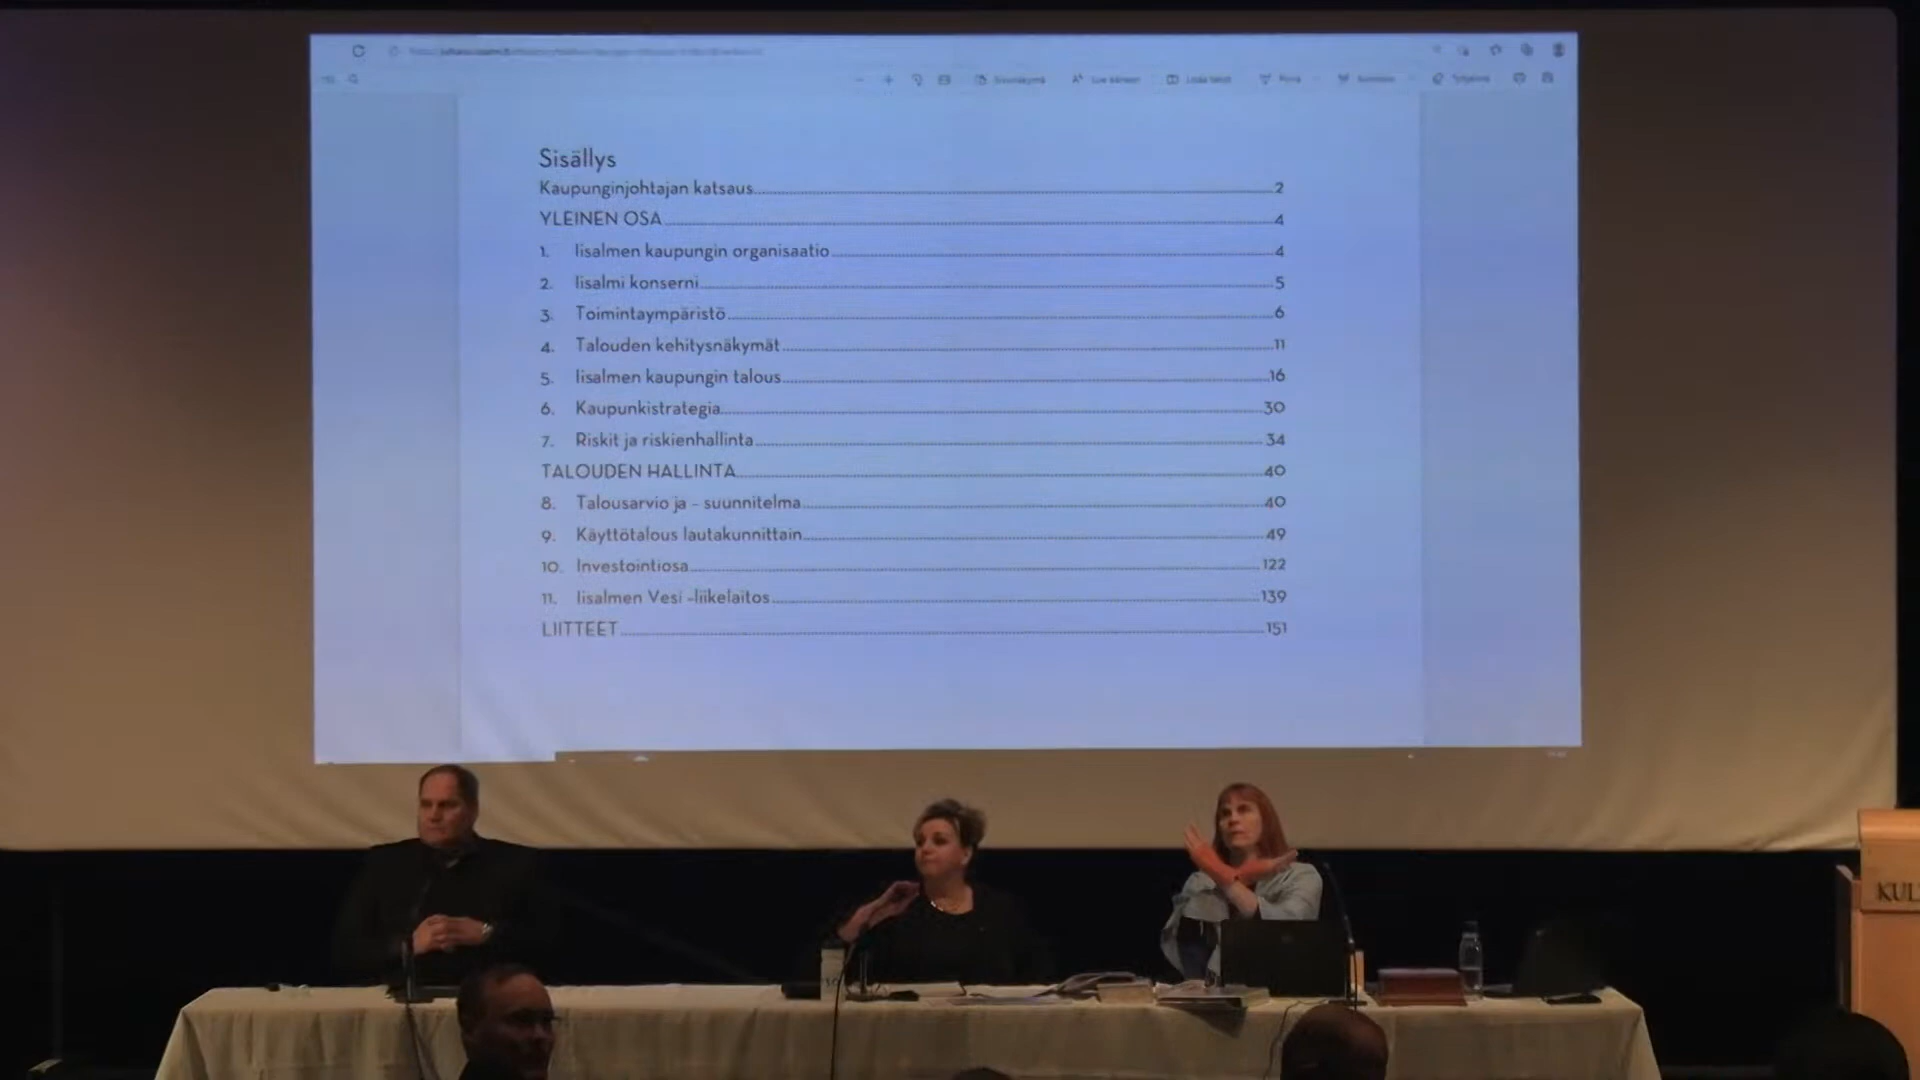 Sisällys
Kaupunginjohtajan katsaus 2
YLEINEN OSA 4
1. Iisalmen kaupungin organisaatio 4
2. Iisalmi konserni 5
3. Toimintaympäristö 6
4. Talouden kehitysnäkymät 11
5. Iisalmen kaupungin talous 16
6. Kaupunkistrategia 30
7. Riskit ja riskienhallinta 34
TALOUDEN HALLINTA 40
8. Talousarvio ja - suunnitelma 40
9. Käyttötalous lautakunnittain 49
10. Investointiosa 122
11. Iisalmen Vesi -liikelaitos 139
LIITTEET 151
KUL